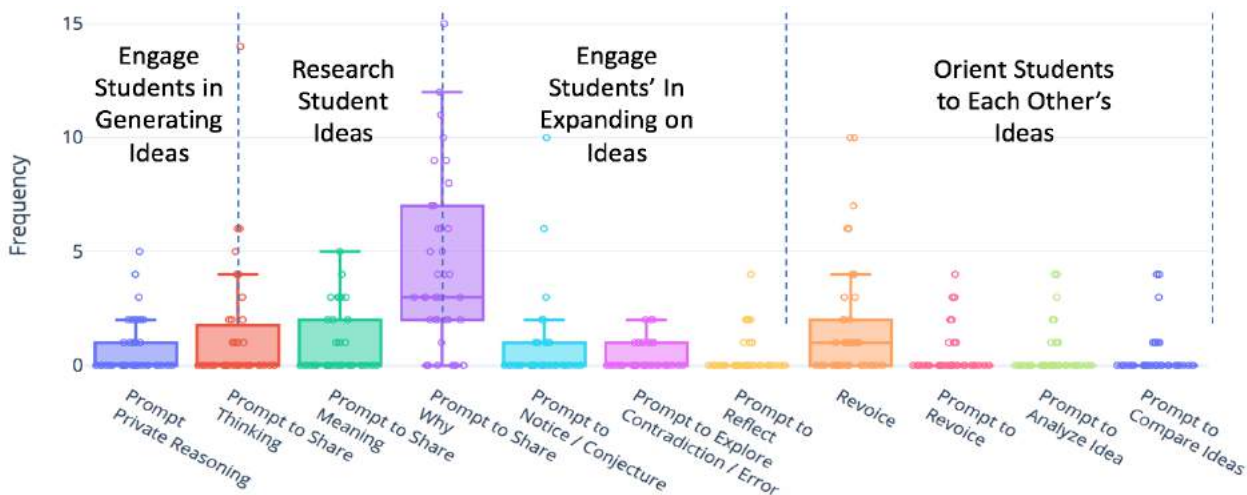 15
10
5
0
Frequency
Engage
Students in
Generating
Ideas
Research
Student
Ideas
Engage
Students' In
Expanding on
Ideas
Orient Students
to Each Other's
Ideas
Prompt
Private Reasoning
Prompt to Share
Thinking
Prompt to Share
Meaning
Prompt to Share
Why
Prompt to
Notice / Conjecture
Prompt to Explore
Contradiction / Error
Prompt to
Reflect
Revoice
Prompt to
Revoice
Prompt to
Analyze Idea
Prompt to
Compare Ideas